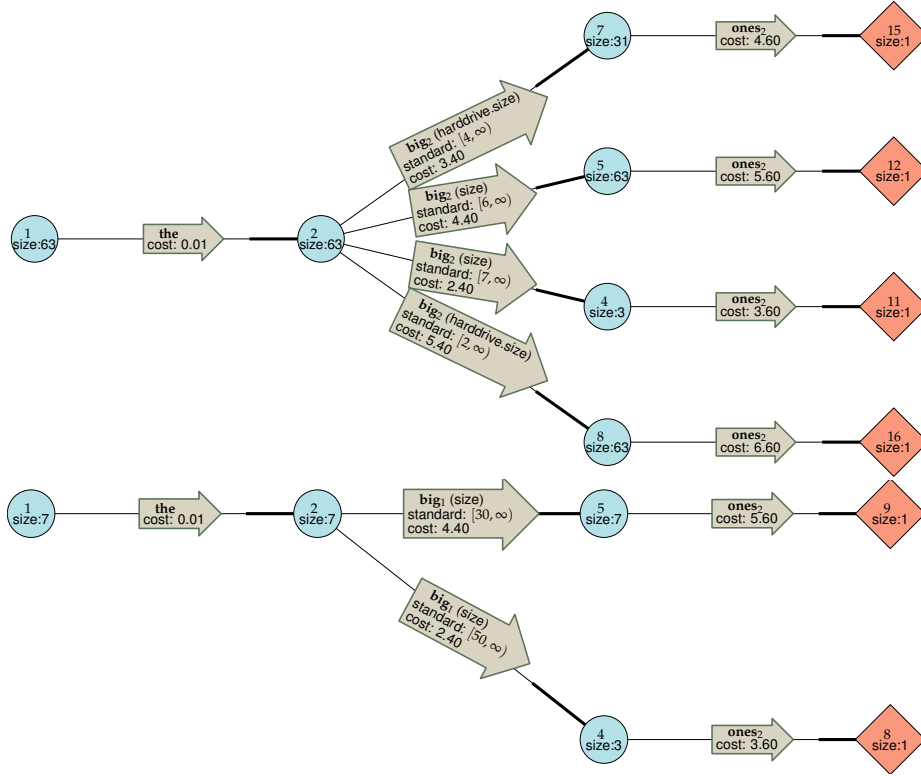 7
size:31
ones₂
cost: 4.60
15
size:1
big₂ (harddrive.size)
standard: [4,∞)
cost: 3.40
5
size:63
ones₂
cost: 5.60
12
size:1
big₂ (size)
standard: [6,∞)
cost: 4.40
1
size:63
the
cost: 0.01
2
size:63
big₂ (size)
standard: [7,∞)
cost: 2.40
4
size:3
ones₂
cost: 3.60
11
size:1
big₂ (harddrive.size)
standard: [2,∞)
cost: 5.40
8
size:63
ones₂
cost: 6.60
16
size:1
1
size:7
the
cost: 0.01
2
size:7
big₁ (size)
standard: [30,∞)
cost: 4.40
5
size:7
ones₂
cost: 5.60
9
size:1
big₁ (size)
standard: [50,∞)
cost: 2.40
4
size:3
ones₂
cost: 3.60
8
size:1